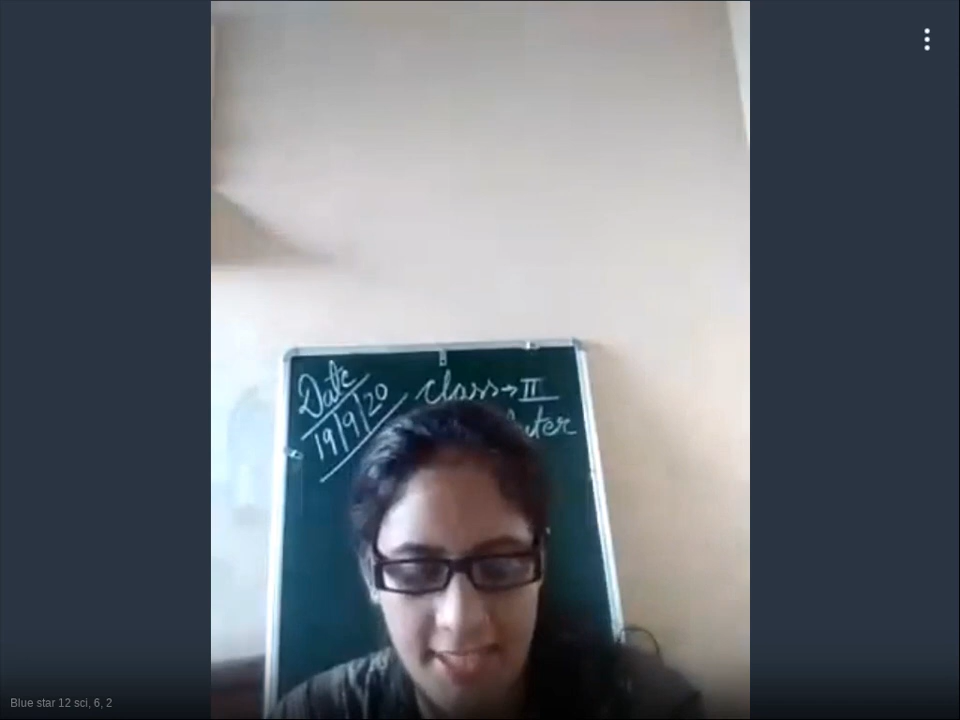 Date
19/9/20
class → II
Blue star 12 sci, 6, 2